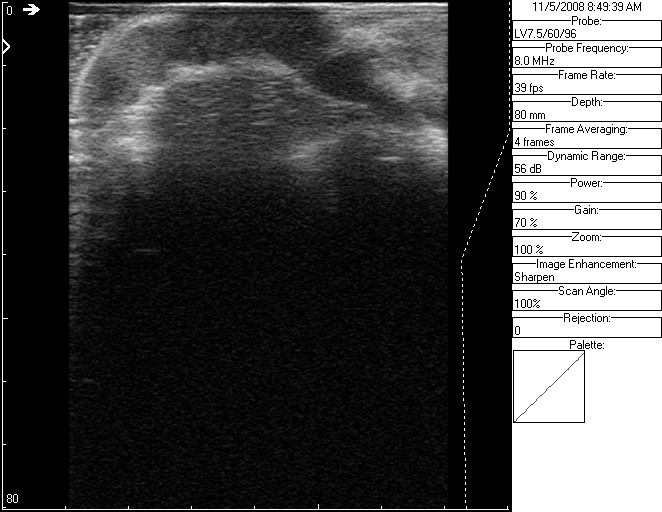 0
80
11/5/2008 8:49:39 AM
Probe:
LV7.5/60/96
Probe Frequency:
8.0 MHz
Frame Rate:
39 fps
Depth:
80 mm
Frame Averaging:
4 frames
Dynamic Range:
56 dB
Power:
90 %
Gain:
70 %
Zoom:
100 %
Image Enhancement:
Sharpen
Scan Angle:
100%
Rejection:
0
Palette: